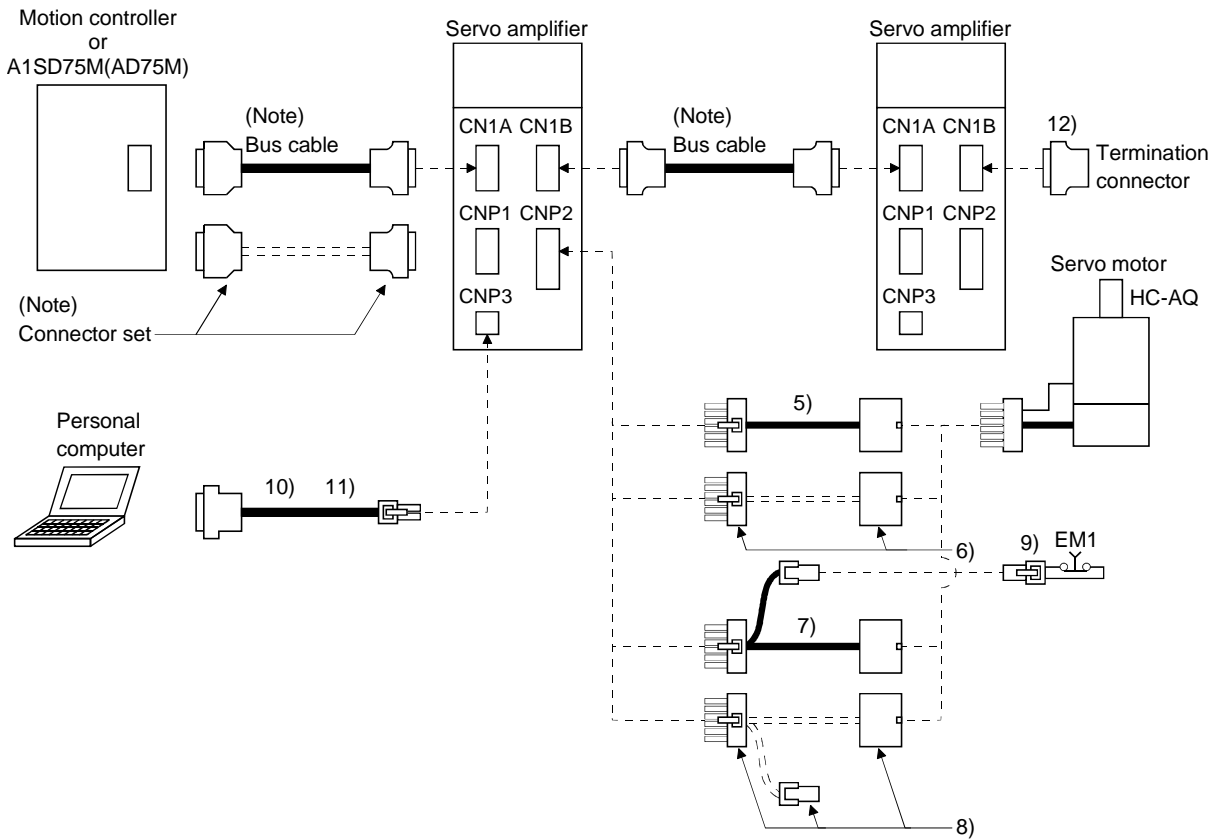 Motion controller
or
A1SD75M(AD75M)
Servo amplifier
Servo amplifier
(Note)
Bus cable
CN1A CN1B
(Note)
Bus cable
CN1A CN1B
12)
Termination
connector
CNP1 CNP2
CNP1 CNP2
CNP3
CNP3
(Note)
Connector set
Servo motor
HC-AQ
Personal
computer
5)
10) 11)
6)
9) EM1
7)
8)